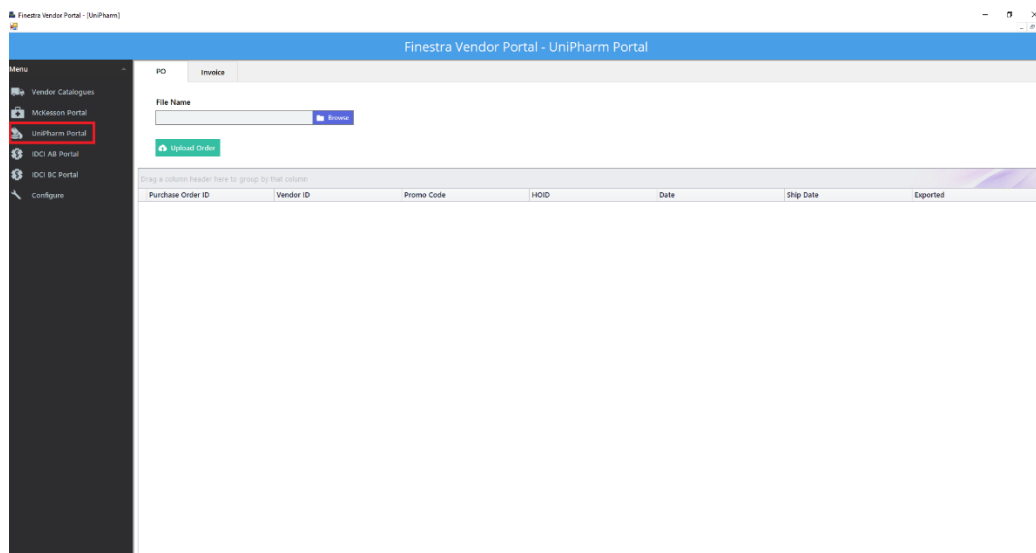 Finestra Vendor Portal - [UniPharm]
Finestra Vendor Portal - UniPharm Portal
Menu
Vendor Catalogues
McKesson Portal
UniPharm Portal
IDCI AB Portal
IDCI BC Portal
Configure
PO Invoice
File Name
Browse
Upload Order
Drag a column header here to group by that column
Purchase Order ID Vendor ID Promo Code HOID Date Ship Date Exported